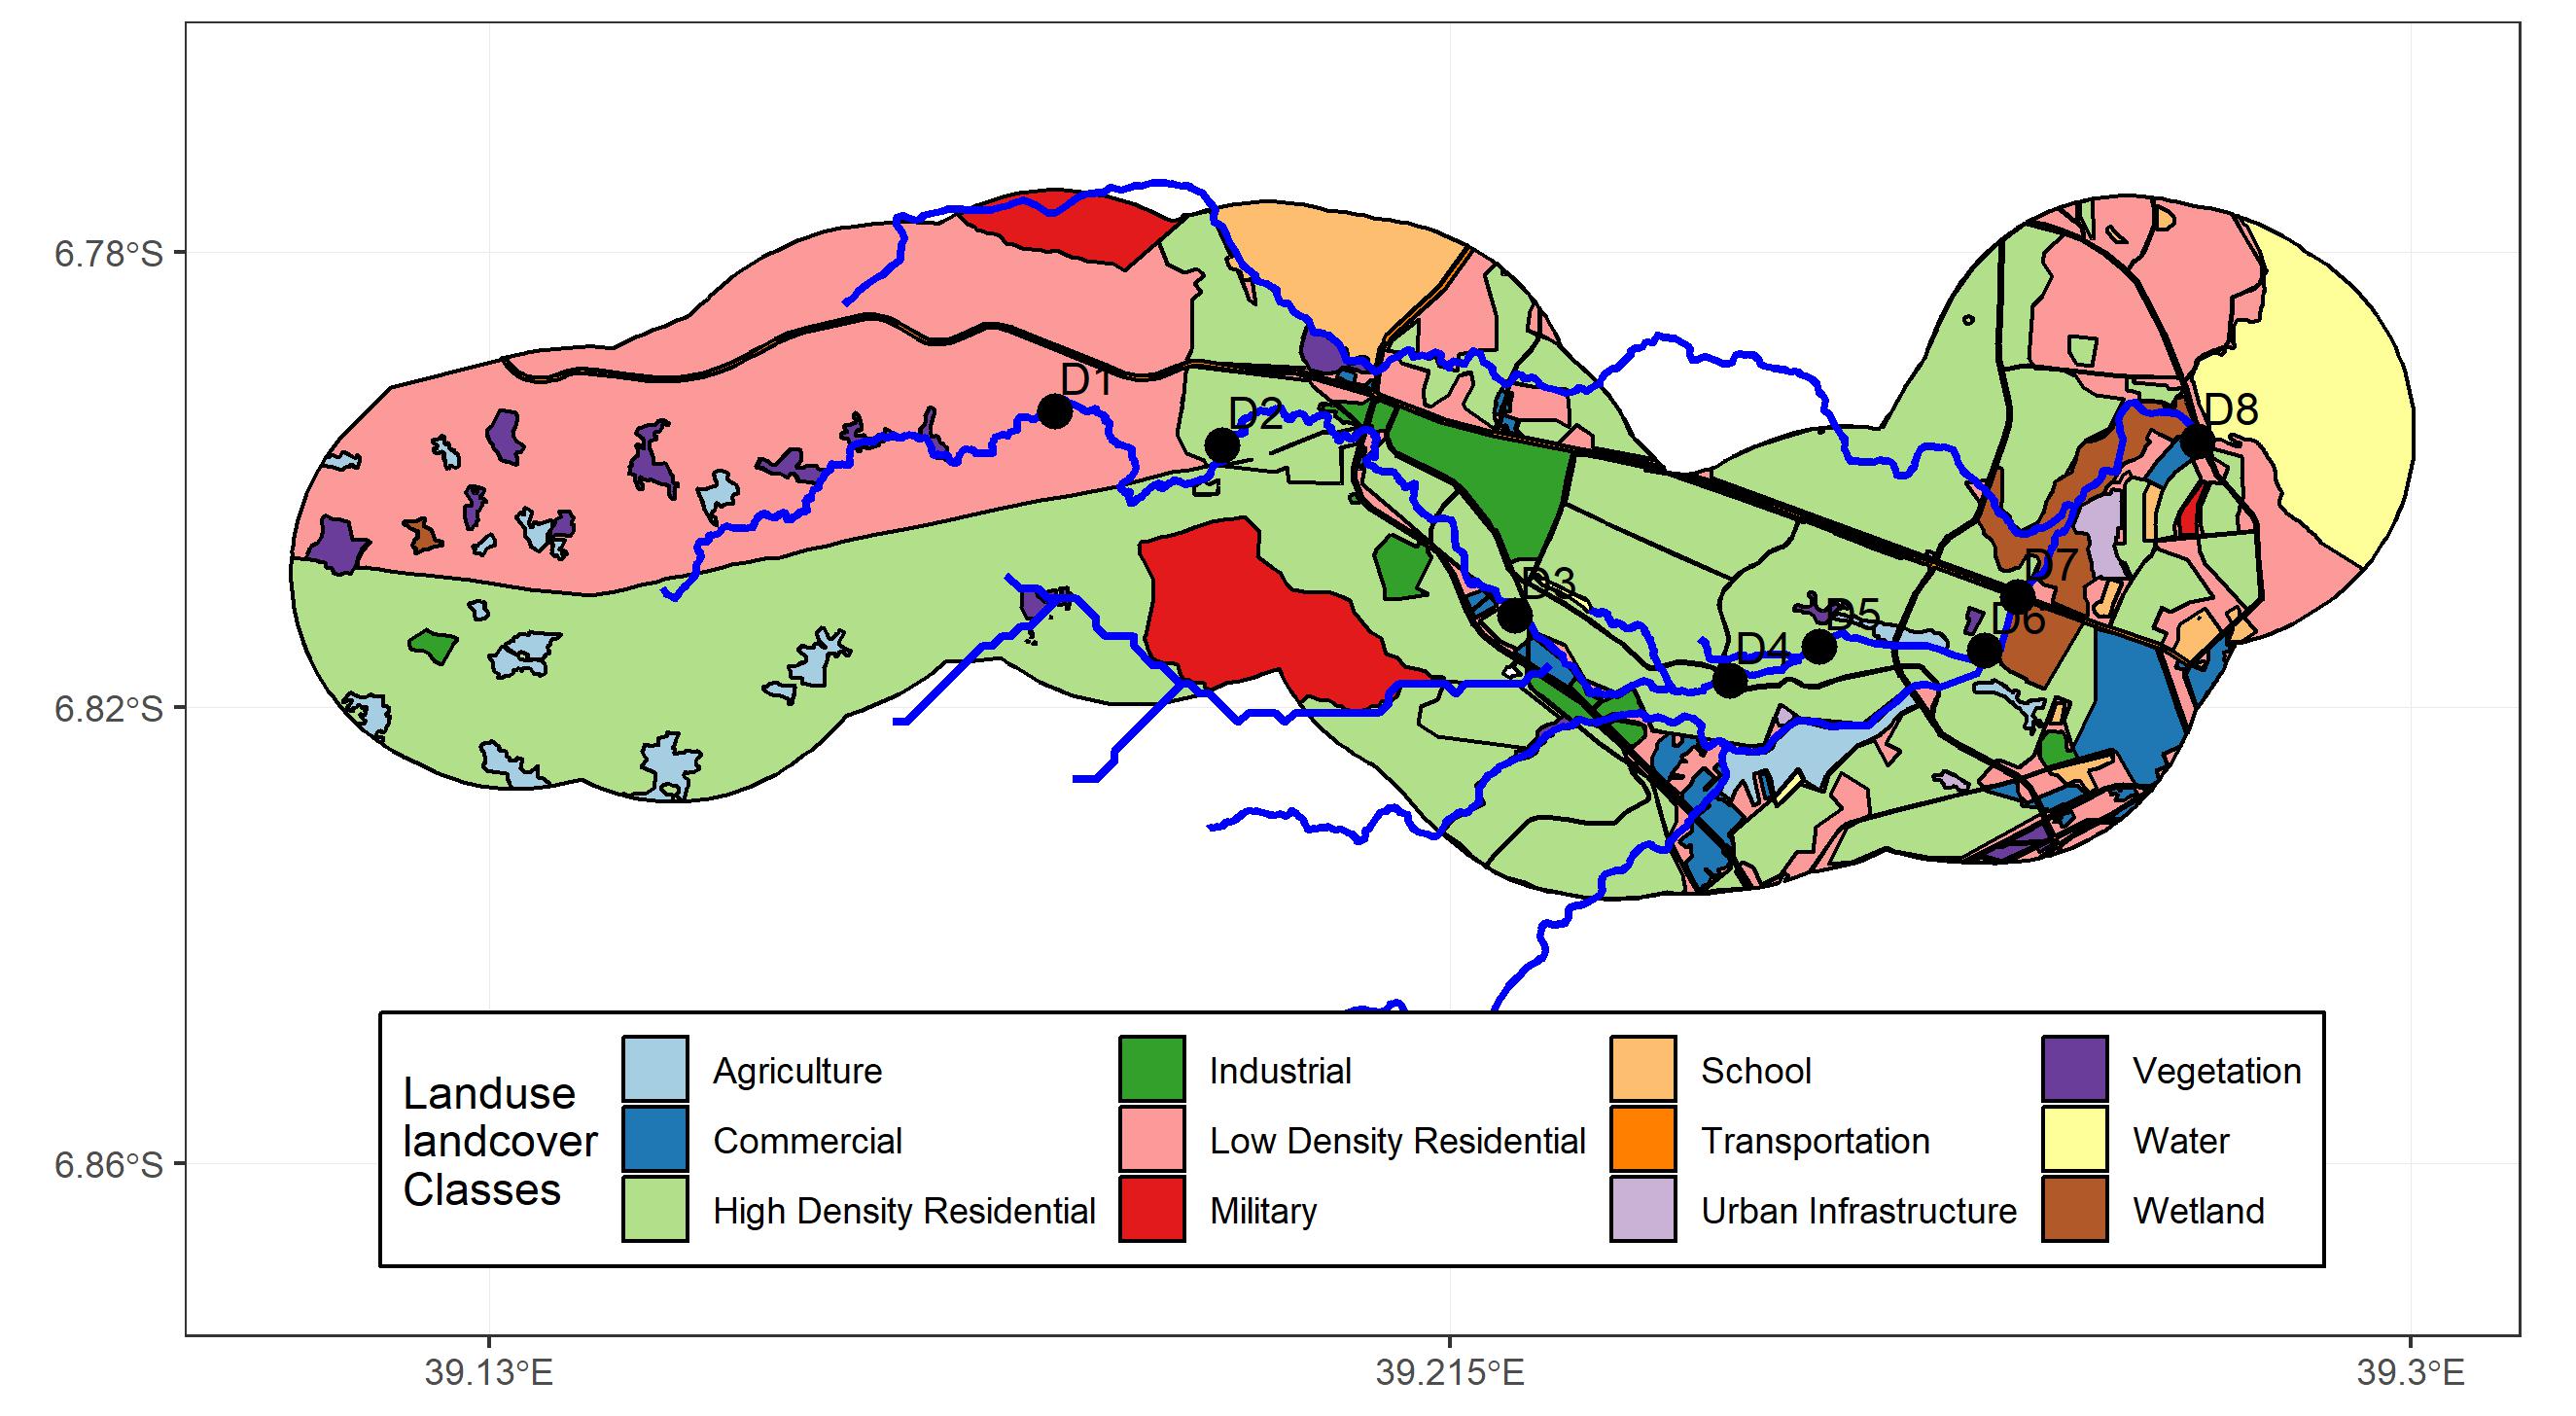 6.78°S
6.82°S
6.86°S
D1
D2
D3
D4
D5
D6
D7
D8
Landuse
landcover
Classes
Agriculture
Commercial
High Density Residential
Industrial
Low Density Residential
Military
School
Transportation
Urban Infrastructure
Vegetation
Water
Wetland
39.13°E
39.215°E
39.3°E